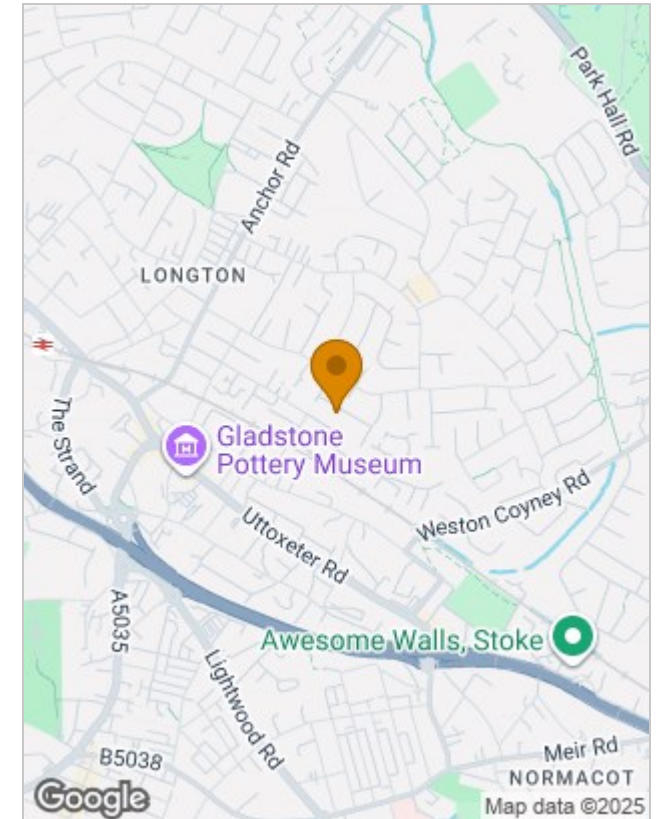 Park Hall Rd
Anchor Rd
LONGTON
The Strand
Gladstone
Pottery Museum
Weston Coyney Rd
Uttoxeter Rd
A5035
Awesome Walls, Stoke
Lightwood Rd
B5038
Meir Rd
NORMACOT
Google
Map data ©2025